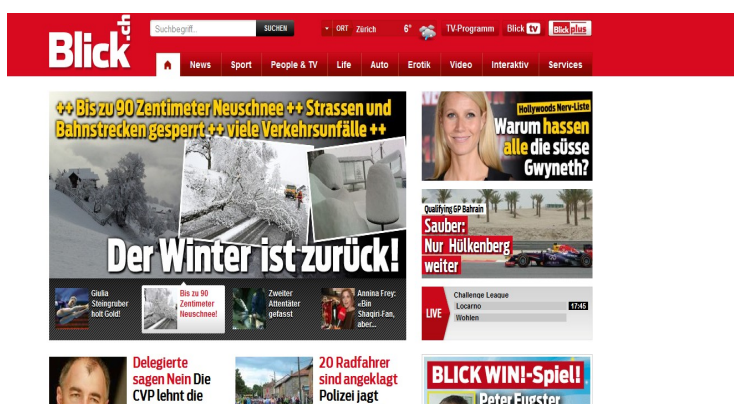 Blick.ch
Suchbegriff...
SUCHEN
ORT Zürich 6°
TV-Programm
Blick tv
Blick plus
News Sport People & TV Life Auto Erotik Video Interaktiv Services
++ Bis zu 90 Zentimeter Neuschnee ++ Strassen und
Bahnstrecken gesperrt ++ viele Verkehrsunfälle ++
Der Winter ist zurück!
Giulia
Steingruber
holt Gold!
Bis zu 90
Zentimeter
Neuschnee!
Zweiter
Attentäter
gefasst
Annina Frey:
«Ein
Shaqiri-Fan,
aber...
Hollywoods Nerv-Liste
Warum hassen
alle die süsse
Gwyneth?
Qualifying GP Bahrain
Sauber:
Nur Hülkenberg
weiter
LIVE
Challenge League
Locarno 17:45
Wohlen
Delegierte
sagen Nein Die
CVP lehnt die
20 Radfahrer
sind angeklagt
Polizei jagt
BLICK WIN!-Spiel!
Peter Eugster